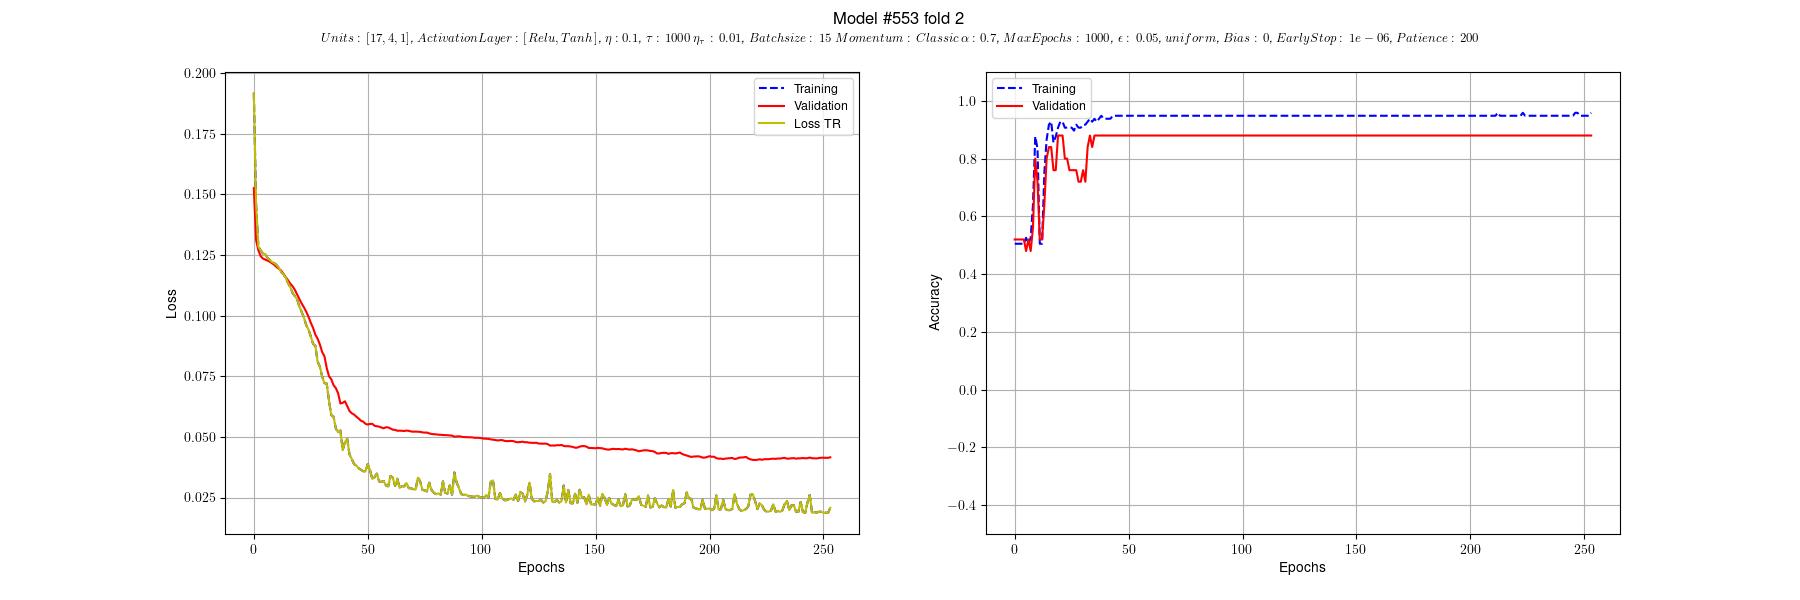 Model #553 fold 2
Units : [17, 4, 1], ActivationLayer : [Relu, Tanh], η : 0.1, τ : 1000 η_τ : 0.01, Batchsize : 15 Momentum : Classic α : 0.7, MaxEpochs : 1000, ϵ : 0.05, uniform, Bias : 0, EarlyStop : 1e − 06, Patience : 200
0.200
0.175
0.150
0.125
0.100
0.075
0.050
0.025
Loss
Training
Validation
Loss TR
0 50 100 150 200 250
Epochs
1.0
0.8
0.6
0.4
0.2
0.0
−0.2
−0.4
Accuracy
Training
Validation
0 50 100 150 200 250
Epochs